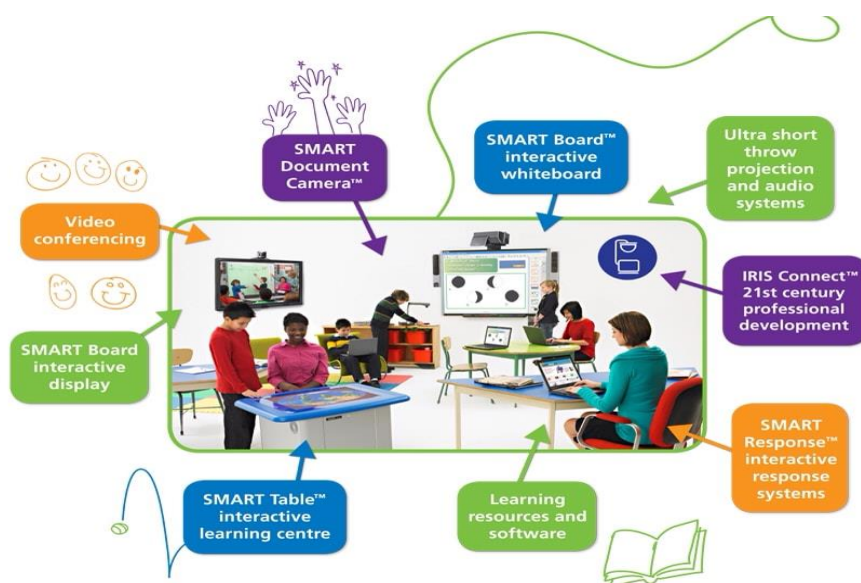 SMART
Document
Camera™
SMART Board™
interactive
whiteboard
Ultra short
throw
projection
and audio
systems
Video
conferencing
IRIS Connect™
21st century
professional
development
SMART Board
interactive
display
SMART
Response™
interactive
response
systems
SMART Table™
interactive
learning centre
Learning
resources and
software